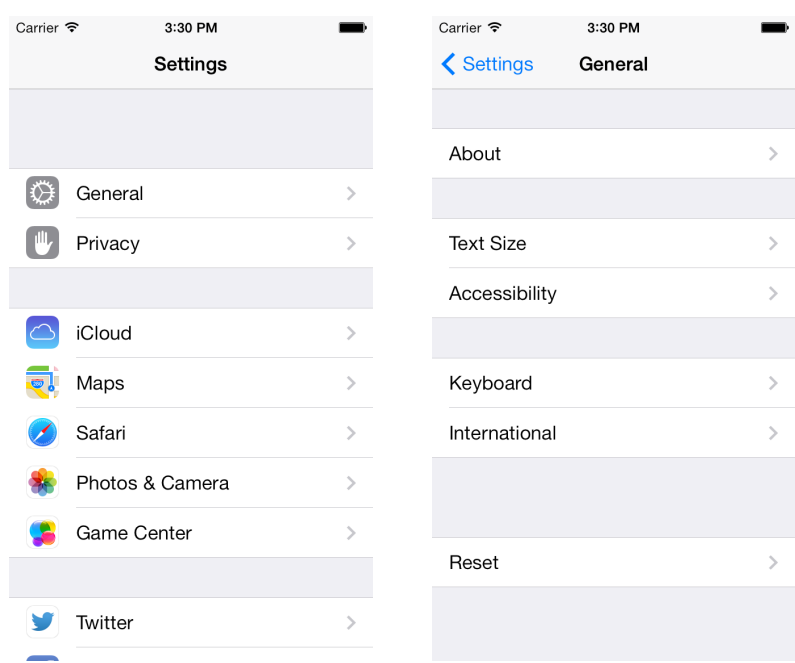 Carrier 3:30 PM
Settings
General
Privacy
iCloud
280
Maps
Safari
Photos & Camera
Game Center
Twitter
Carrier 3:30 PM
Settings General
About
Text Size
Accessibility
Keyboard
International
Reset